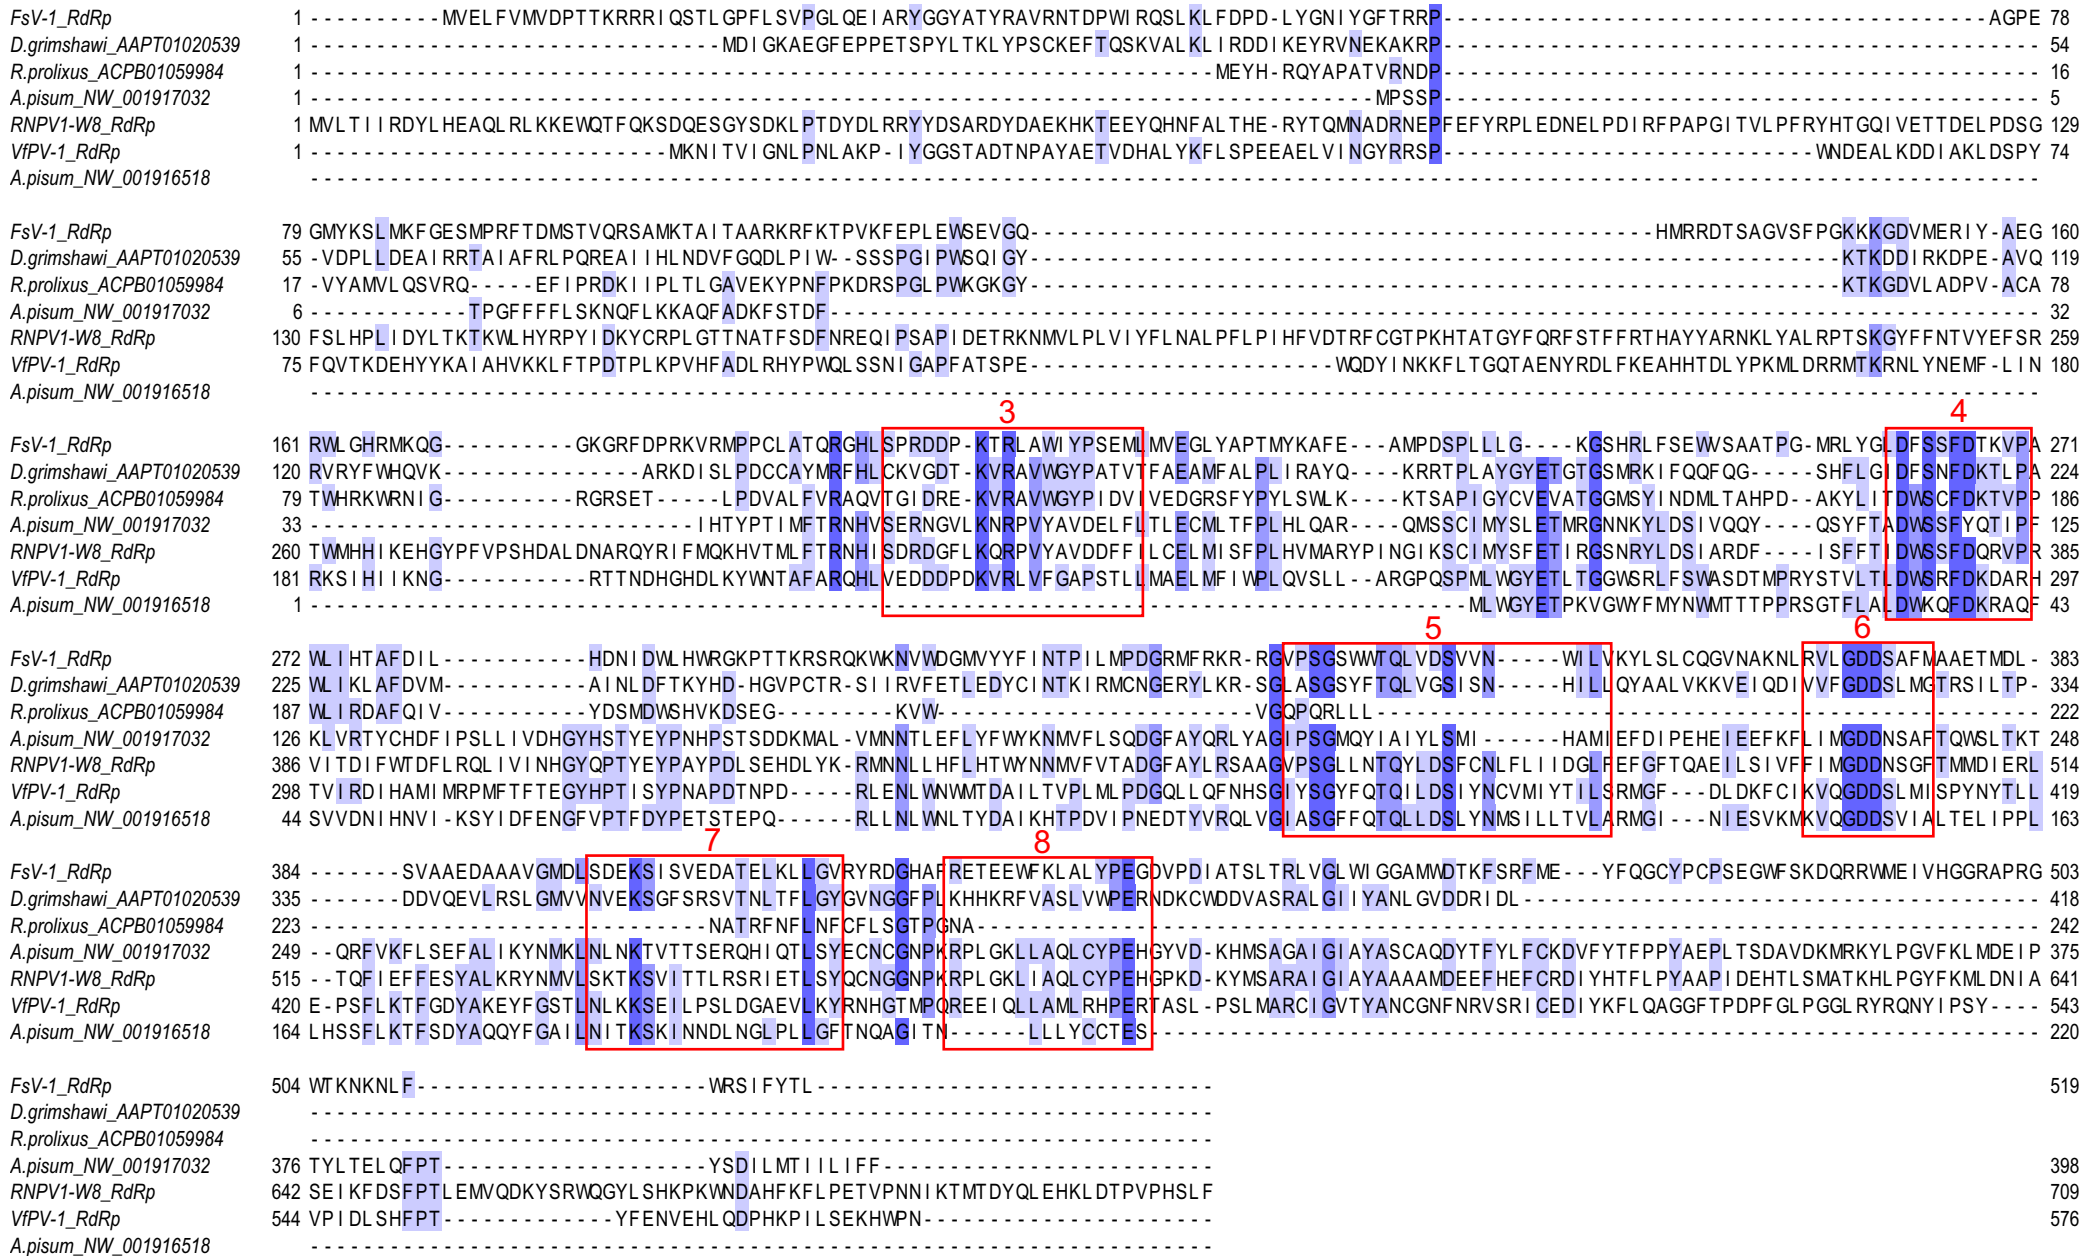 FsV-1_RdRp 1 ----------MVELFVMVDPTTKRRRIQSTLGPFLSVPGLQEIARYGGYATYRAVRNTDPWIRQSLKLFDPD-LYGNIYGFTRRP-----------------------------------------AGPE 78
D.grimshawi_AAPT01020539 1 -------------------------------MDIGKAEGFEPPETSPYLTKLYPSCKEFTQSKVALKLIRDDIKEYRVNEKAKRP--------------------------------------------- 54
R.prolixus_ACPB01059984 1 --------------------------------------------------------------------MEYH-RQYAPATVRNDP--------------------------------------------- 16
A.pisum_NW_001917032 1 --------------------------------------------------------------------------------MPSSP--------------------------------------------- 5
RNPV1-W8_RdRp 1 MVLTIIRDYLHEAQLRLKKEWQTFQKSDQESGYSDKLPTDYDLRRYYDSARDYDAEKHKTEEYQHNFALTHE-RYTQMNADRNEPFEFYRPLEDNELPDIRFPAPGITVLPFRYHTGQIVETTDELPDSG 129
VfPV-1_RdRp 1 ---------------------------MKNITVIGNLPNLAKP-IYGGSTADTNPAYAETVDHALYKFLSPEEAELVINGYRRSP----------------------------WNDEALKDDIAKLDSPY 74
A.pisum_NW_001916518 ----------------------------------------------------------------------------------------------------------------------------------
FsV-1_RdRp 79 GMYKSLMKFGESMPRFTDMSTVQRSAMKTAITAARKRFKTPVKFEPLEWSEVGQ-----------------------------------------------HMRRDTSAGVSFPGKKKGDVMERIY-AEG 160
D.grimshawi_AAPT01020539 55 -VDPLLDEAIRRTAIAFRLPQREAIIHLNDVFGQDLPIW--SSSPGIPWSQIGY-------------------------------------------------------------KTKDDIRKDPE-AVQ 119
R.prolixus_ACPB01059984 17 -VYAMVLQSVRQ-----EFIPRDKIIPLTLGAVEKYPNFPKDRSPGLPWKGKGY-------------------------------------------------------------KTKGDVLADPV-ACA 78
A.pisum_NW_001917032 6 ------------TPGFFFFLSKNQFLKKAQFADKFSTDF------------------------------------------------------------------------------------------- 32
RNPV1-W8_RdRp 130 FSLHPLIDYLTKTKWLHYRPYIDKYCRPLGTTNATFSDFNREQIPSAPIDETRKNMVLPLVIYFLNALPFLPIHFVDTRFCGTPKHTATGYFQRFSTFFRTHAYYARNKLYALRPTSKGYFFNTVYEFSR 259
VfPV-1_RdRp 75 FQVTKDEHYYKAIAHVKKLFTPDTPLKPVHFADLRHYPWQLSSNIGAPFATSPE-----------------------WQDYINKKFLTGQTAENYRDLFKEAHHTDLYPKMLDRRMTKRNLYNEMF-LIN 180
A.pisum_NW_001916518 ----------------------------------------------------------------------------------------------------------------------------------
3 4
FsV-1_RdRp 161 RWLGHRMKQG----------GKGRFDPRKVRMPPCLATQRGHLSPRDDP-KTRLAWIYPSEMLMVEGLYAPTMYKAFE---AMPDSPLLLG----KGSHRLFSEWVSAATPG-MRLYGLDFSSFDTKVPA 271
D.grimshawi_AAPT01020539 120 RVRYFWHQVK----------ARKDISLPDCCAYMRFHLCKVGDT-KVRAVWGYPATVTFAEAMFALPLIRAYQ----KRRTPLAYGYETGTGSMRKIFQQFQG-----SHFLGIDFSNFDKTLPA 224
R.prolixus_ACPB01059984 79 TWHRKWRNIG----------RGRSET------LPDVALFVRAQVTGIDRE-KVRAVWGYPIDVIVEDGRSFYPYLSWLK----KTSAPIGYCVEVATGGMSYINDMLTAHPD--AKYLITDWSCFDKTVPP 186
A.pisum_NW_001917032 33 -----------------------------IHTYPTIMFTRNHVSERNGVLKNRPVYAVDELFLTLECMLTFPLHLQAR----QMSSCIMYSLETMRGNNKYLDSIVQQY----QSYFTADWSSFYQTIPF 125
RNPV1-W8_RdRp 260 TWMHHIKEHGYPFVPSHDALDNARQYRIFMQKHVTMLFTRNHISDRDGFLKQRPVYAVDDFFILCELMISFPLHVMARYPINGIKSCIMYSFETIRGSNRYLDSIARDF----ISFFTIDWSSFDQRVPR 385
VfPV-1_RdRp 181 RKSIHIIKNG----------RTTNDHGHDLKYWNTAFARQHLVEDDDPDKVRLVFGAPSTLLMAELMFIWPLQVSLL--ARGPQSPMLWGYETLTGGWSRLFSWASDTMPRYSTVLTLDWSRFDKDARH 297
A.pisum_NW_001916518 1 ---------------------------------------------------------------------------------------MLWGYETPKVGWYFMYNWMTTTPPRSGTFLALDWKQFDKRAQF 43
5 6
FsV-1_RdRp 272 WLIHTAFDIL----------HDNIDWLHWRGKPTTKRSRQKWKNVWDGMVYYFINTPILMPDGRMFRKR-RGVPSGSWWTQLVDSVVN-----WILVKYLSLCQGVNAKNLRVLGDDSAFMAAETMDL- 383
D.grimshawi_AAPT01020539 225 WLIKLAFDVM----------AINLDFTKYHD-HGVPCTR-SIIRVFETLEDYCINTKIRMCNGERYLKR-SGLASGSYFTQLVGSISN-----HILLQYAALVKKVEIQDIVVFGDDSLMGTRSILTP- 334
R.prolixus_ACPB01059984 187 WLIRDAFQIV----------YDSMDWSHVKDSEG---------KVW------------------------VGQPQRLLL-------------------------------------------------- 222
A.pisum_NW_001917032 126 KLVRTYCHDFIPSLLIVDHGYHSTYEYPNHPSTSDDKMAL-VMNNTLEFLYFWYKNMVFLSQDGFAYQRLYAGIPSGMQYIAIYLSMI------HAMIEFDIPEHEIEEFKFLIMGDDNSAFTQWSLTKT 248
RNPV1-W8_RdRp 386 VITDIFWTDFLRQLIVINHGYQPTYEYPAYPDLSEHDLYK-RMNNLLHFLHTWYNNMVFVTADGFAYLRSAAGVPSGLLNTQYLDSFCNLFLIIDGLFEFGFTQAEILSIVFFIMGDDNSGFTMMDIERL 514
VfPV-1_RdRp 298 TVIRDIHAMIMRPMFTFTEGYHPTISYPNAPDTNPD------RLENLWNWMTDAILTVPLMLPDGQLLQFNHSGIYSGYFQTQILDSIYNCVMIYTILSRMGF---DLDKFCIKVQGDDSLMISPYNYTLL 419
A.pisum_NW_001916518 44 SVVDNIHNVI-KSYIDFENGFVPTFDYPETSTEPQ-------RLLNLWNLTYDAIKHTPDVIPNEDTYVRQLVGIASGFFQTQLLDSLYNMSILLTVLARMGI---NIESVKMKVQGDDSVIALTELIPPL 163
7 8
FsV-1_RdRp 384 -------SVAAEDAAAVGMDLSDEKSISVEDATELKLLGVRYRDGHAFRETEEWFKLALYPEGDVPDIATSLTRLVGLWIGGAMWDTKFSRFME---YFQGCYPCPSEGWFSKDQRRWMEIVHGGRAPRG 503
D.grimshawi_AAPT01020539 335 -------DDVQEVLRSLGMVVNVEKSGFSRSVTNLTFLGYGVNGGFPLKHHKRFVASLVWPERNDKCWDDVASRALGIIYANLGVDDRIDL--------------------------------------- 418
R.prolixus_ACPB01059984 223 ------------------------------NATRFNFLNFCFLSGTPGNA-------------------------------------------------------------------------------- 242
A.pisum_NW_001917032 249 --QRFVKFLSEFALIKYNMKLNLNKTVTTSERQHIQTLSYECNCGNPKRPLGKLLAQLCYPEHGYVD-KHMSAGAIGIAYASCAQDYTFYLFCKDVFYTFPPYAEPLTSDAVDKMRKYLPGVFKLMDEIP 375
RNPV1-W8_RdRp 515 --TQFIEFFESYALKRYNMVLSKTKSVITTLRSRIETLSYQCNGGNPKRPLGKLIAQLCYPEHGPKD-KYMSARAIGIAYAAAAMDEEFHEFCRDIYHTFLPYAAPIDEHTLSMATKHLPGYFKMLDNIA 641
VfPV-1_RdRp 420 E-PSFLKTFGDYAKEYFGSTLNLKKSEILPSLDGAEVLKYRNHGTMPQREEIQLLAMLRHPERTASL-PSLMARCIGVTYANCGNFNRVSRICEDIYKFLQAGGFTPDPFGLPGGLRYRQNYIPSY---- 543
A.pisum_NW_001916518 164 LHSSFLKTFSDYAQQYFGAILNITKSKINNDLNGLPLLGFTNQAGITN------LLLYCCTES------------------------------------------------------------------- 220
FsV-1_RdRp 504 WTKNKNLF----------------------WRSIFYTL----------------------------- 519
D.grimshawi_AAPT01020539 -------------------------------------------------------------------
R.prolixus_ACPB01059984 -------------------------------------------------------------------
A.pisum_NW_001917032 376 TYLTELQFPT--------------------YSDILMTIILIFF------------------------ 398
RNPV1-W8_RdRp 642 SEIKFDSFPTLEMVQDKYSRWQGYLSHKPKWNDAHFKFLPETVPNNIKTMTDYQLEHKLDTPVPHSLF 709
VfPV-1_RdRp 544 VPIDLSHFPT-------------YFENVEHLQDPHKPILSEKHWPN--------------------- 576
A.pisum_NW_001916518 -------------------------------------------------------------------